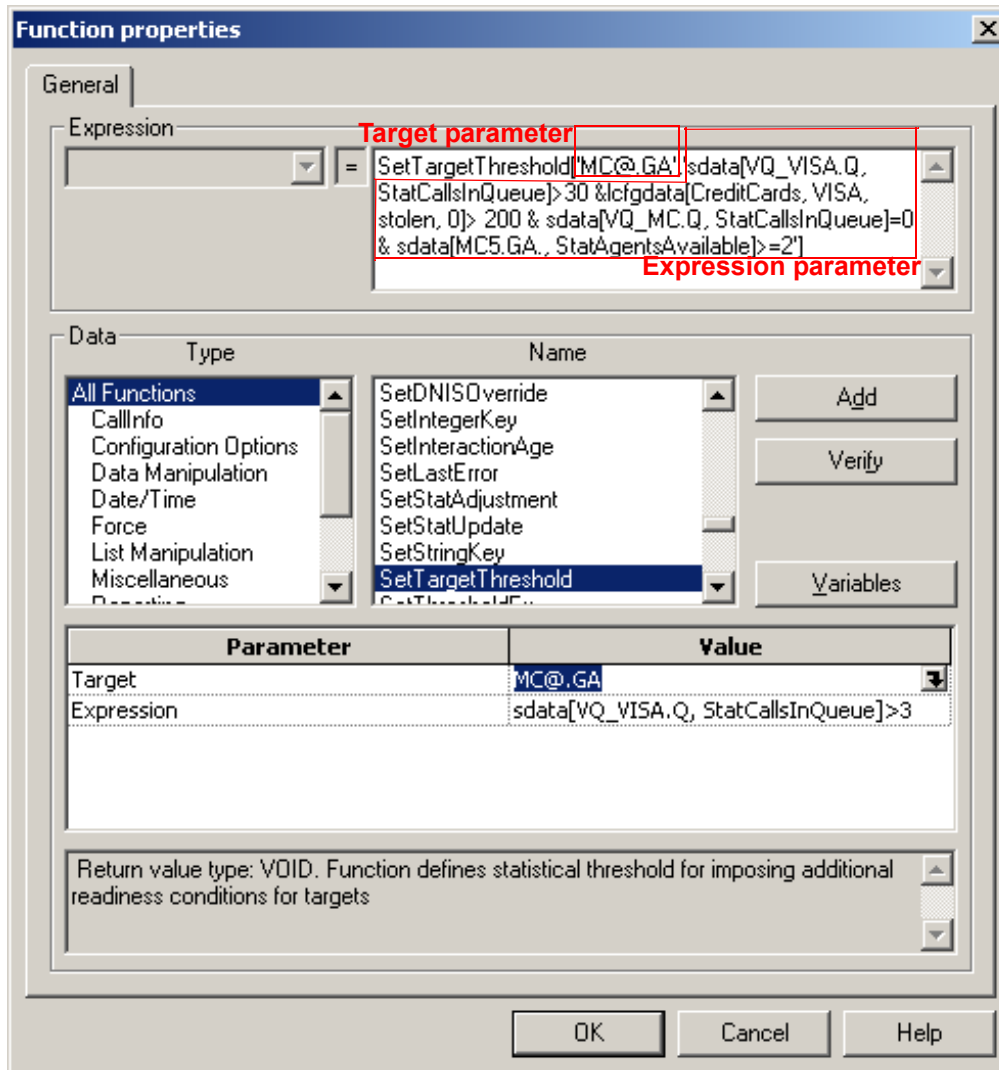 Function properties
General
Expression
Target parameter
=
SetTargetThreshold['MC@.GA','sdata[VQ_VISA.Q,
StatCallsInQueue]>30 &lcfgdata[CreditCards, VISA,
stolen, 0]> 200 & sdata[VQ_MC.Q, StatCallsInQueue]=0
& sdata[MC5.GA., StatAgentsAvailable]>=2']
Expression parameter
Data
Type
Name
All Functions
CallInfo
Configuration Options
Data Manipulation
Date/Time
Force
List Manipulation
Miscellaneous
SetDNISOverride
SetIntegerKey
SetInteractionAge
SetLastError
SetStatAdjustment
SetStatUpdate
SetStringKey
SetTargetThreshold
Add
Verify
Variables
Parameter Value
Target MC@.GA
Expression sdata[VQ_VISA.Q, StatCallsInQueue]>3
Return value type: VOID. Function defines statistical threshold for imposing additional
readiness conditions for targets
OK Cancel Help